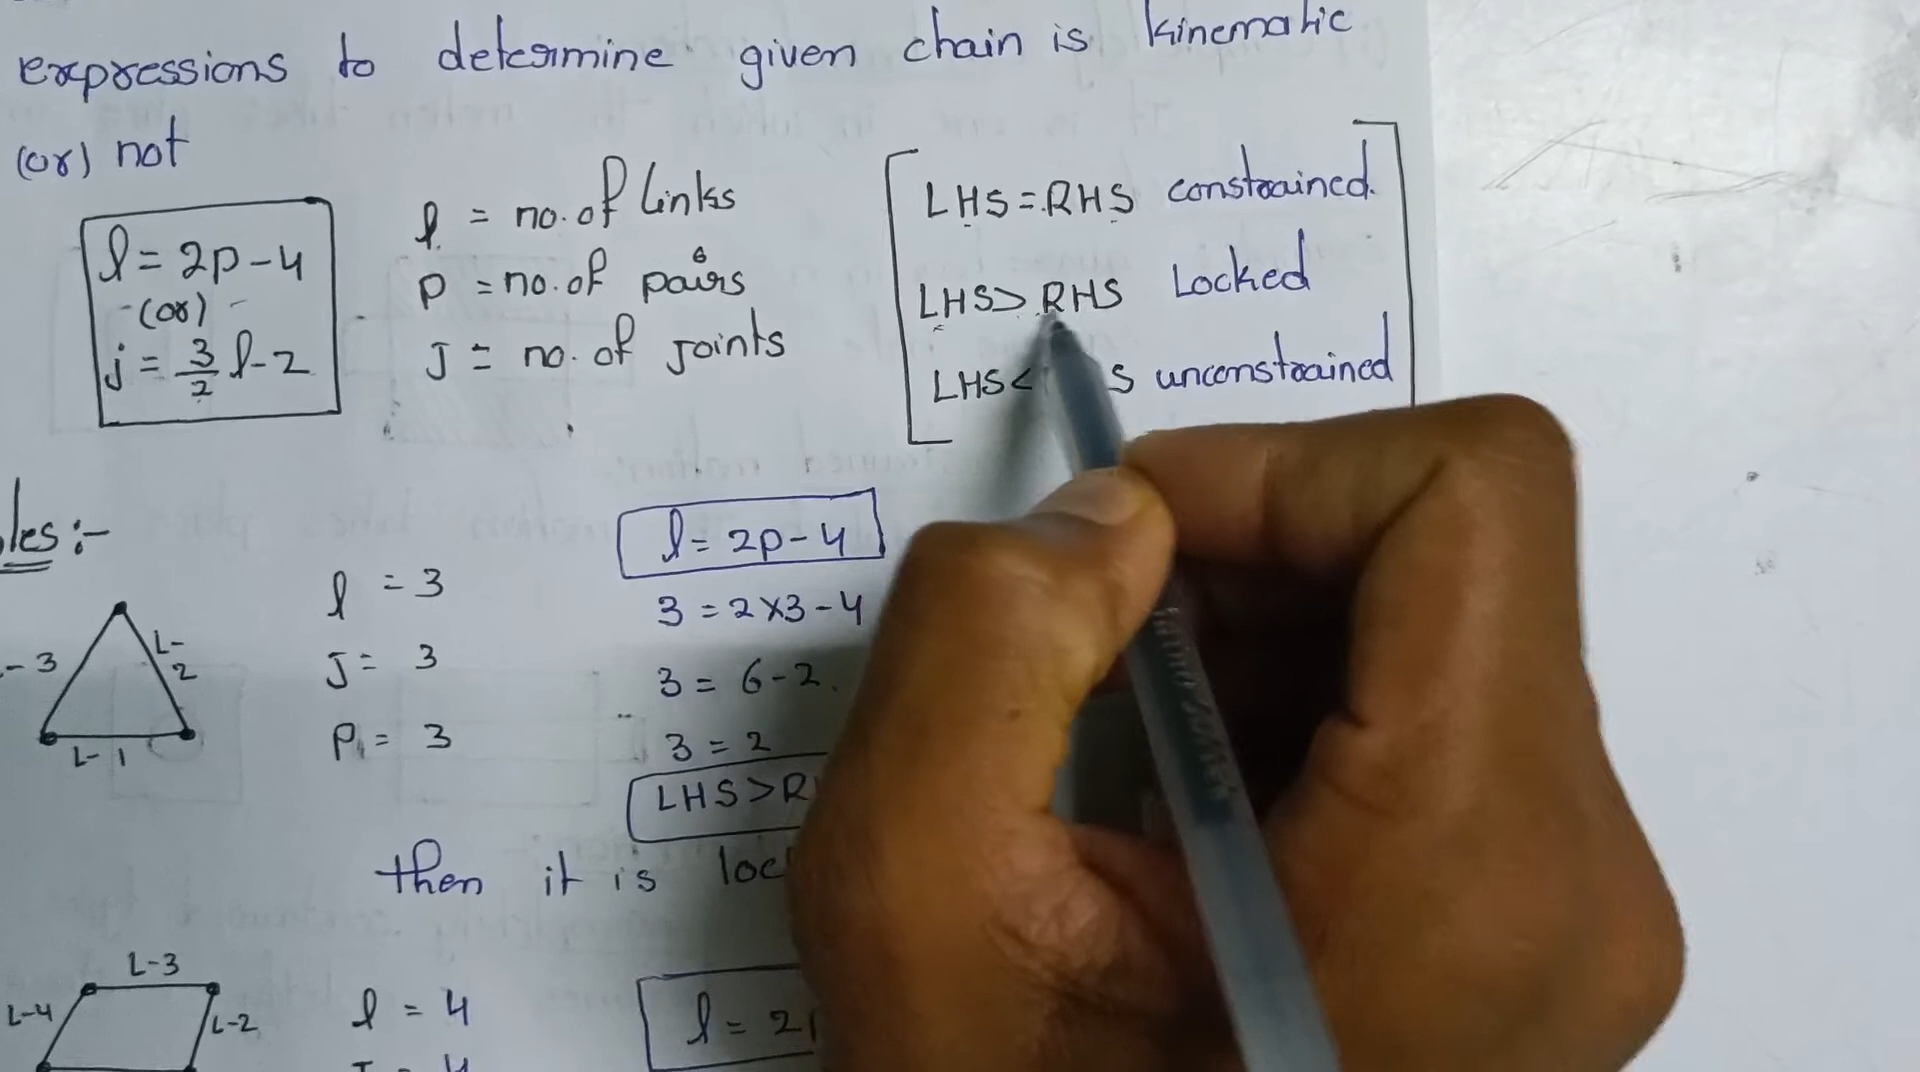 expressions to determine given chain is kinematic
(or) not
l = 2p - 4
-(or)-
j = 3/2 l - 2
l = no. of links
p = no. of pairs
J = no. of joints
LHS = RHS constrained.
LHS > RHS Locked
LHS < S unconstrained
les :-
L-2
- 3
L- 1
l = 3
J = 3
P = 3
l = 2p - 4
3 = 2x3 - 4
3 = 6 - 2.
3 = 2
LHS > R
then it is loc
L-3
L-4
L-2
l = 4
l = 2